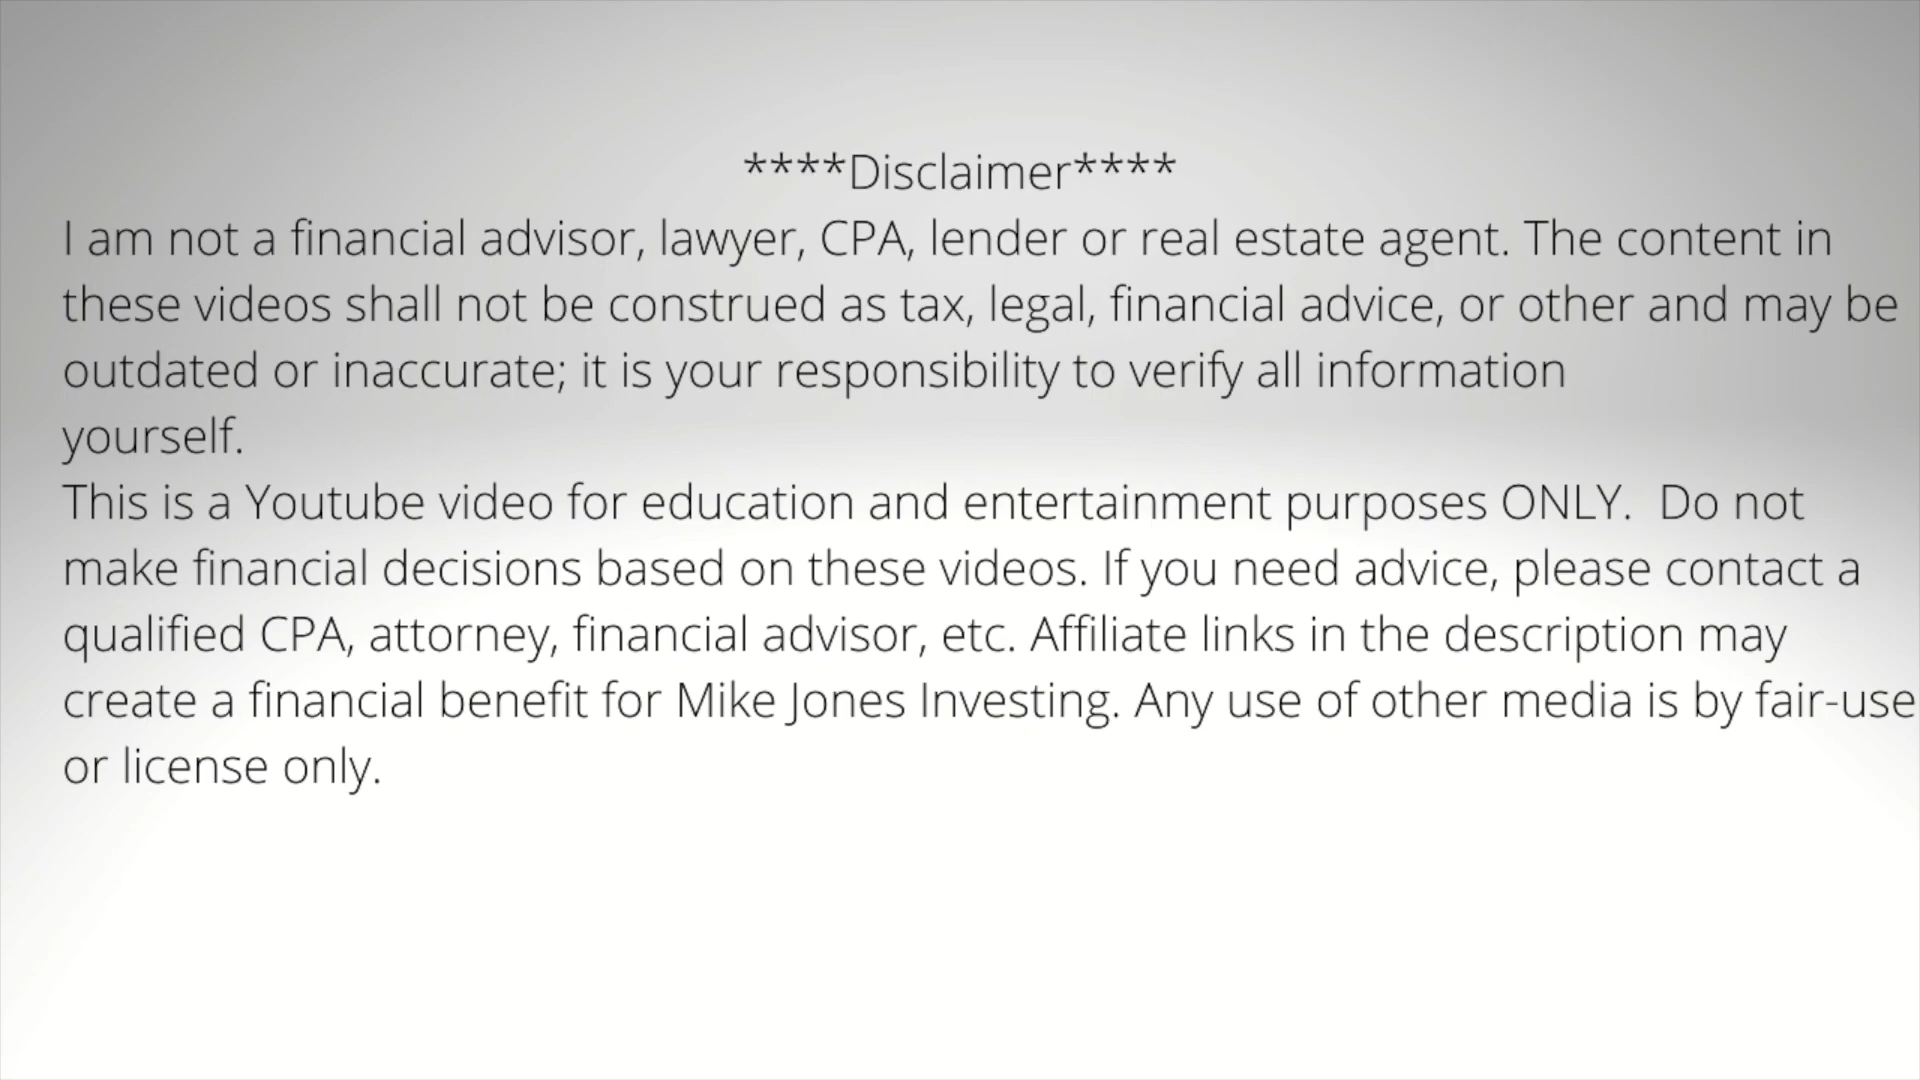 ****Disclaimer****
I am not a financial advisor, lawyer, CPA, lender or real estate agent. The content in
these videos shall not be construed as tax, legal, financial advice, or other and may be
outdated or inaccurate; it is your responsibility to verify all information
yourself.
This is a Youtube video for education and entertainment purposes ONLY.  Do not
make financial decisions based on these videos. If you need advice, please contact a
qualified CPA, attorney, financial advisor, etc. Affiliate links in the description may
create a financial benefit for Mike Jones Investing. Any use of other media is by fair-use
or license only.